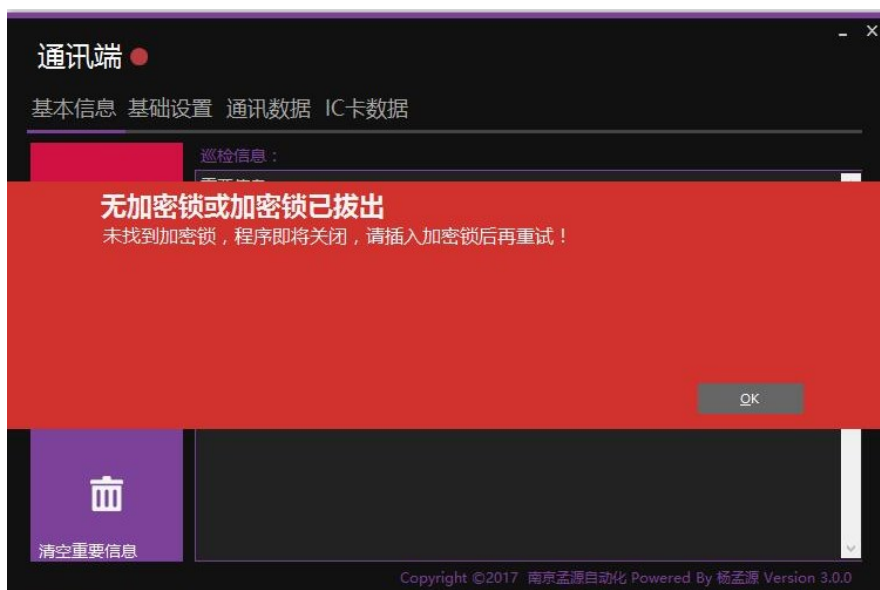 通讯端
基本信息 基础设置 通讯数据 IC卡数据
巡检信息：
无加密锁或加密锁已拔出
未找到加密锁，程序即将关闭，请插入加密锁后再重试！
OK
清空重要信息
Copyright ©2017 南京孟源自动化 Powered By 杨孟源 Version 3.0.0